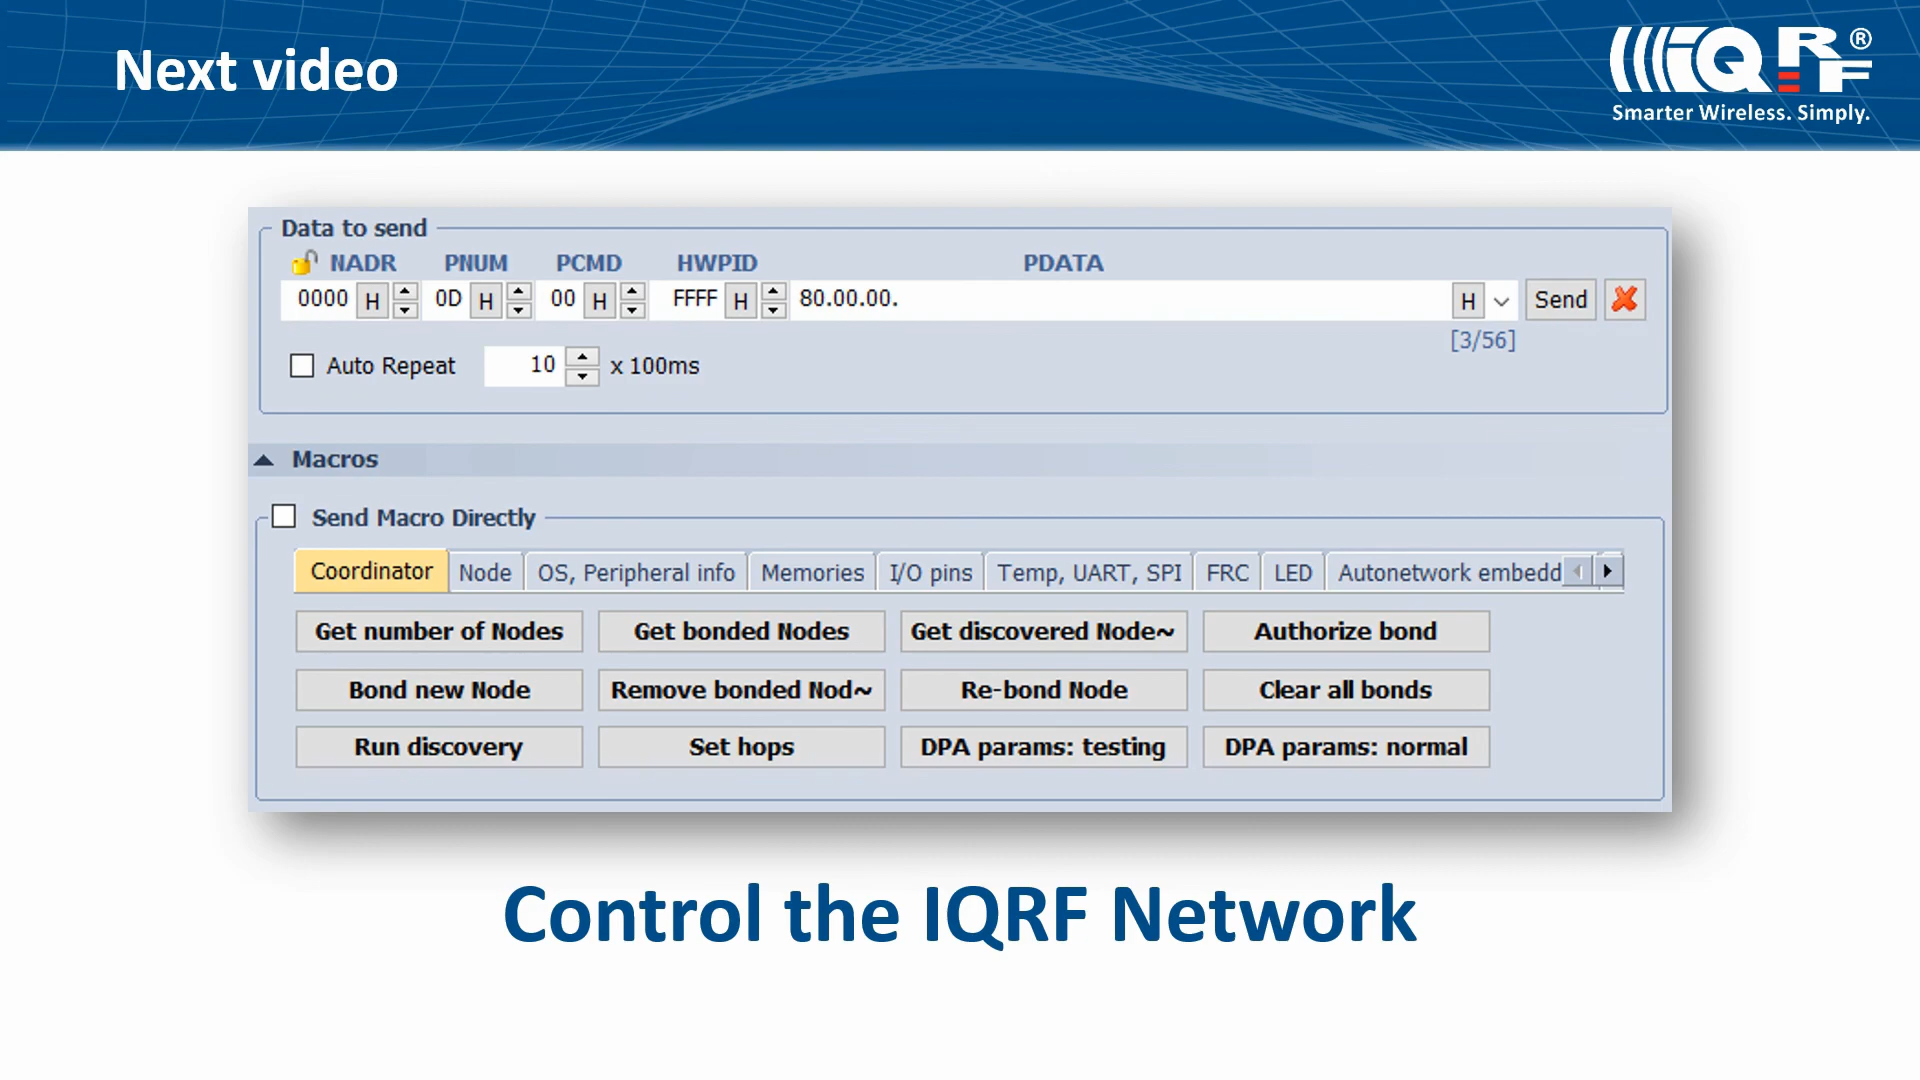 Next video
IQRF®
Smarter Wireless. Simply.
Data to send
NADR PNUM PCMD HWPID PDATA
0000 H 0D H 00 H FFFF H 80.00.00. H Send
[3/56]
Auto Repeat 10 x 100ms
Macros
Send Macro Directly
Coordinator Node OS, Peripheral info Memories I/O pins Temp, UART, SPI FRC LED Autonetwork embedd
Get number of Nodes Get bonded Nodes Get discovered Node~ Authorize bond
Bond new Node Remove bonded Nod~ Re-bond Node Clear all bonds
Run discovery Set hops DPA params: testing DPA params: normal
Control the IQRF Network